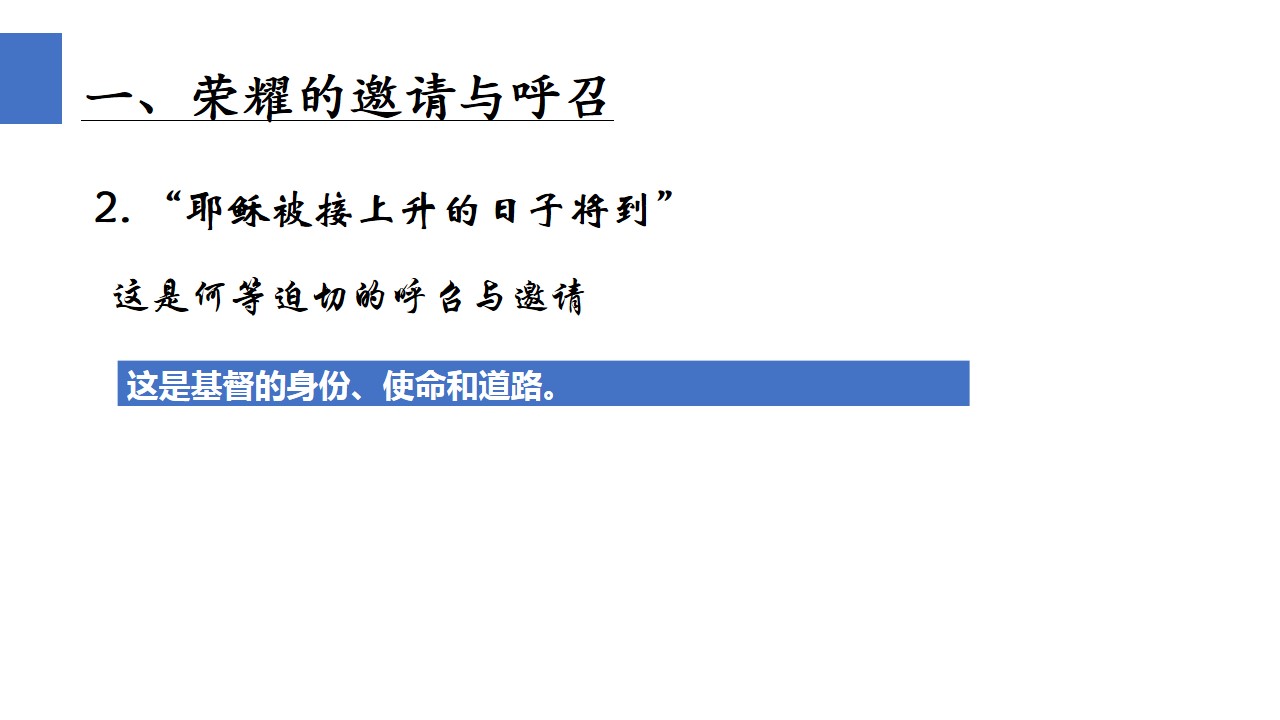 一、荣耀的邀请与呼召
2. “耶稣被接上升的日子将到”
这是何等迫切的呼召与邀请
这是基督的身份、使命和道路。